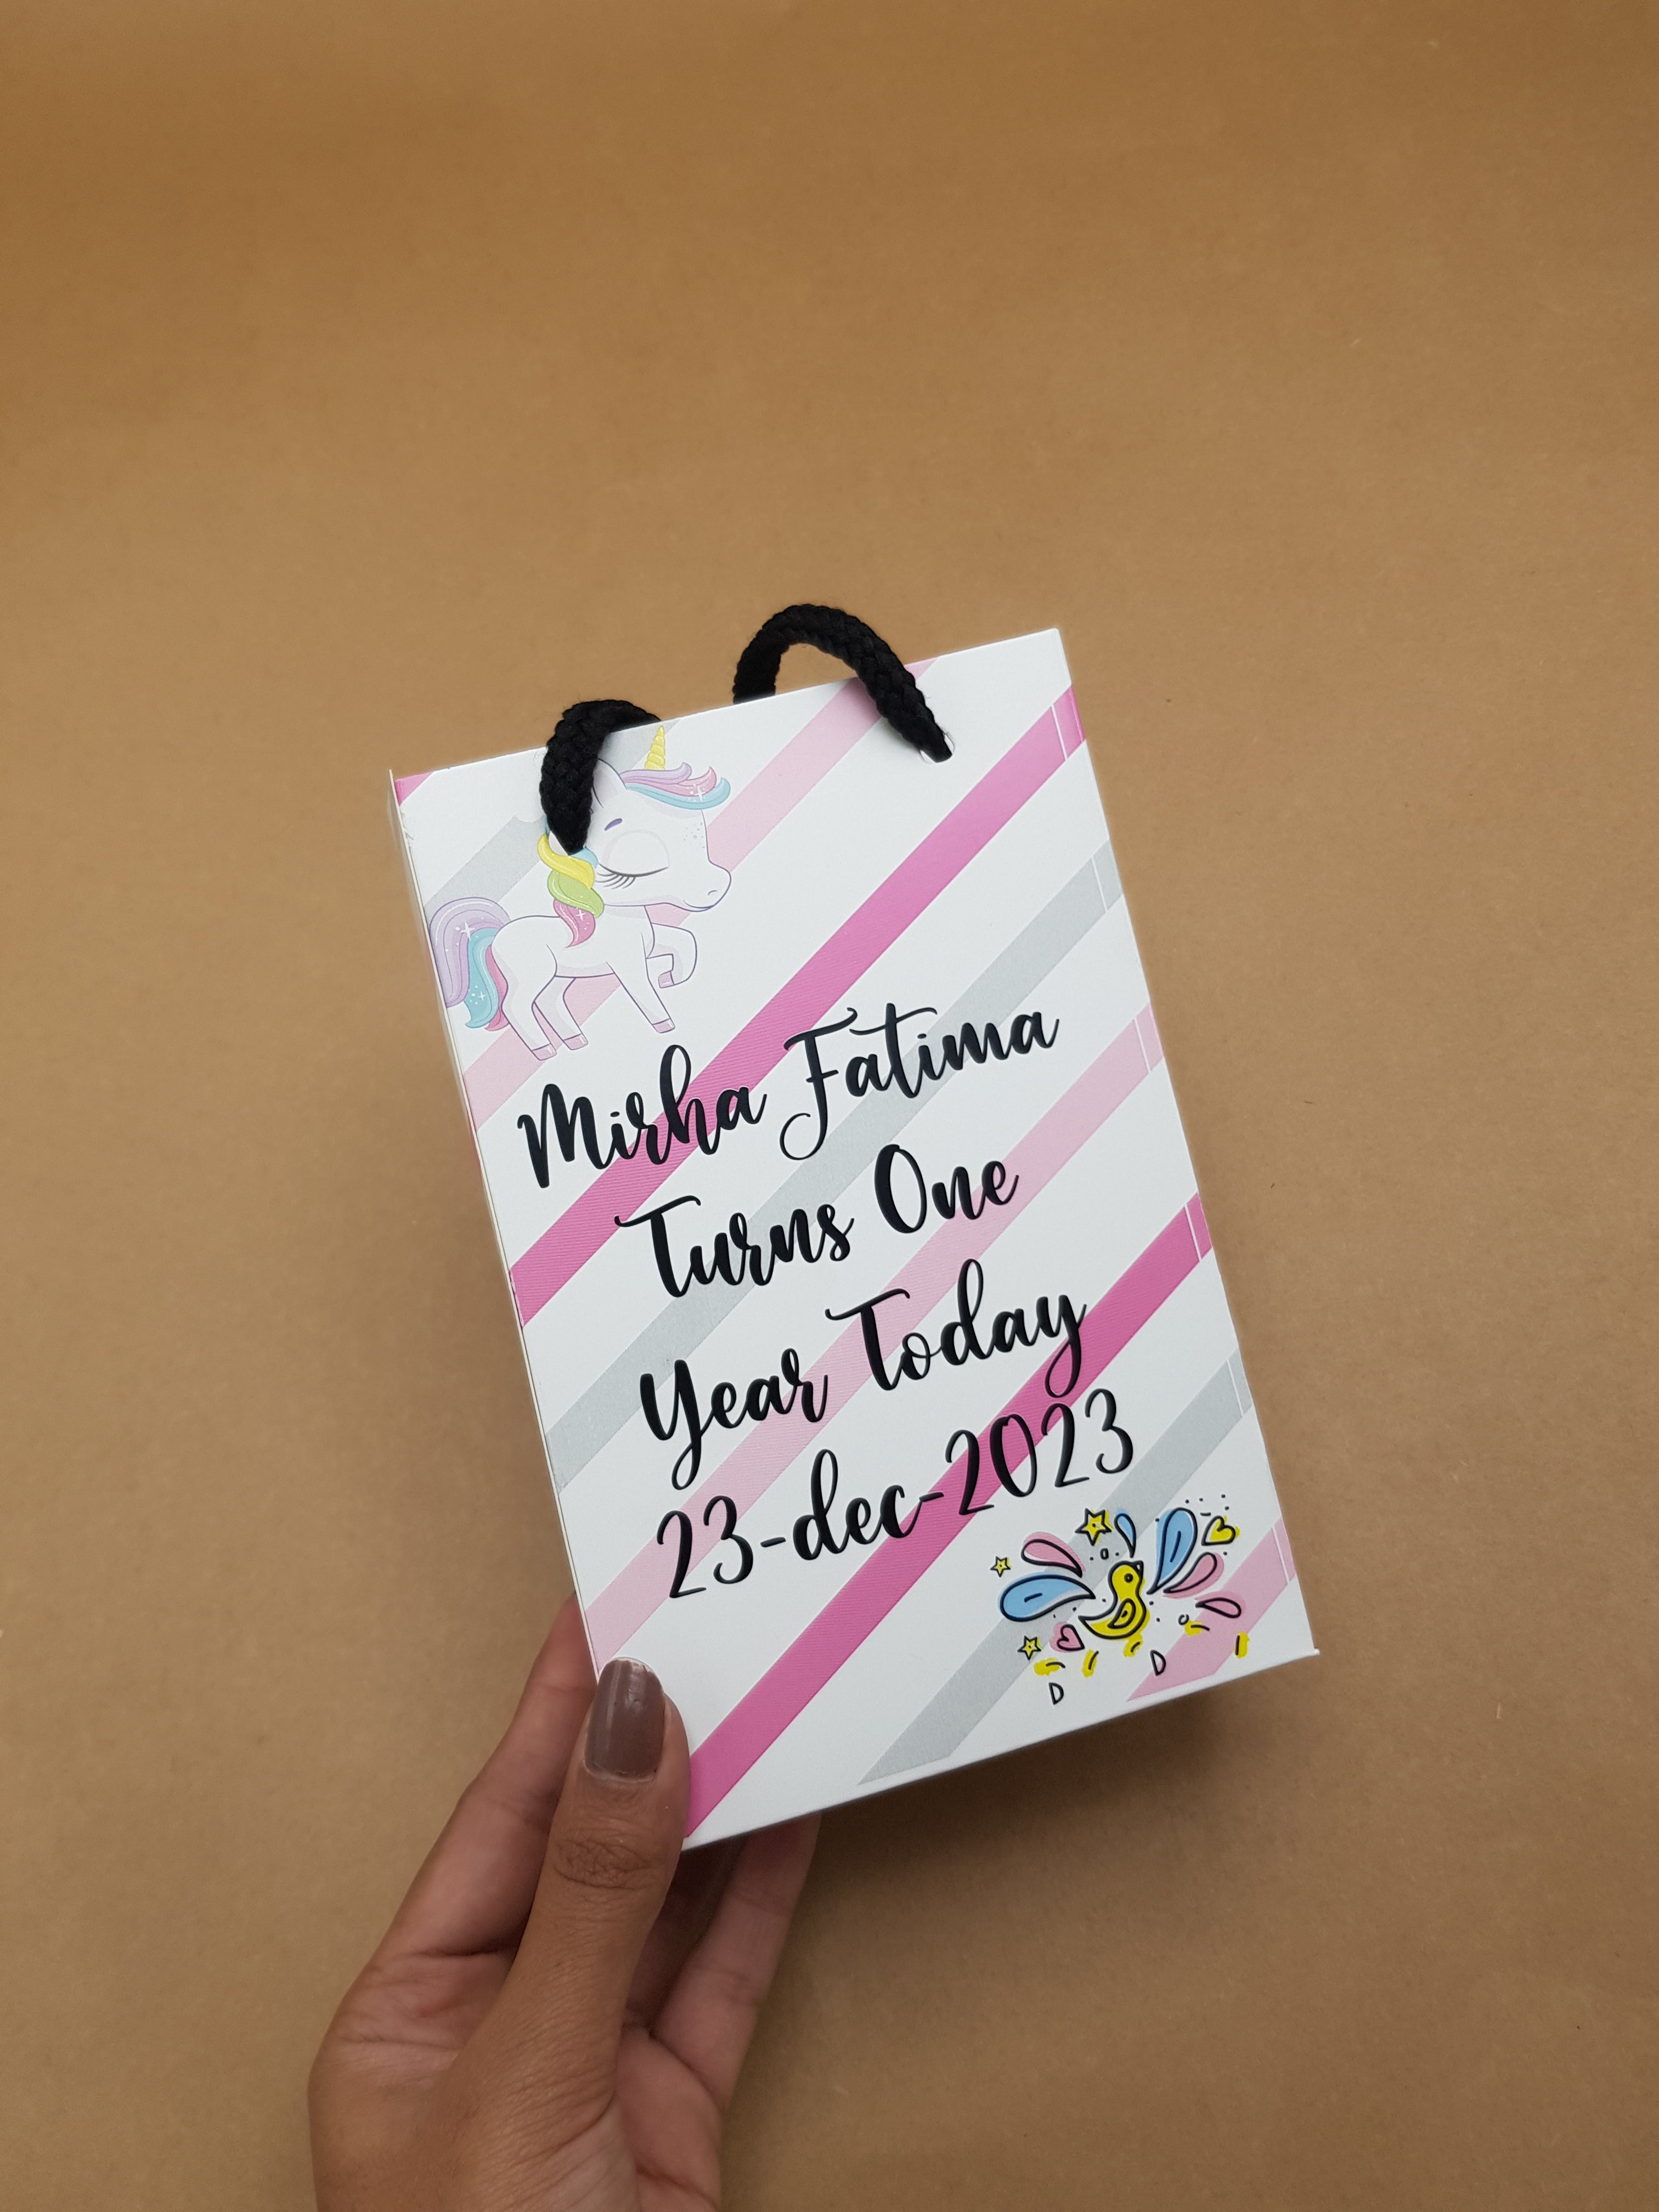 Mirha Fatima
Turns One
Year Today
23-dec-2023